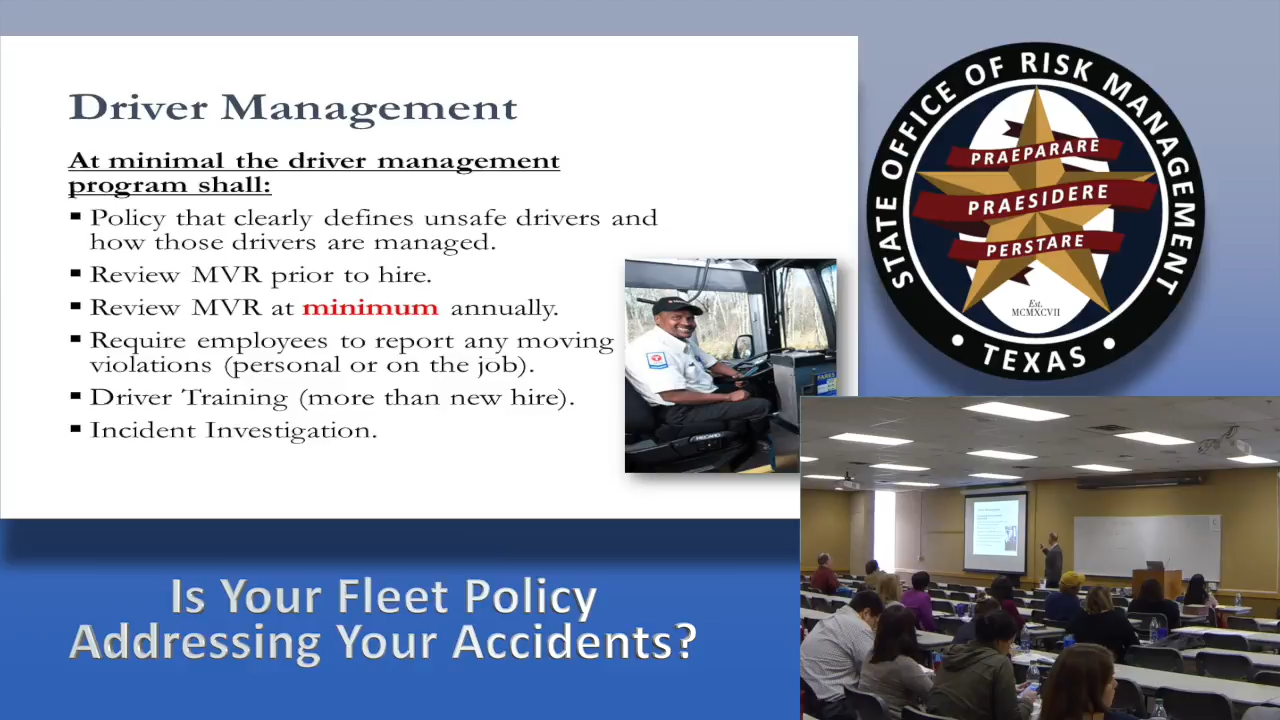 Driver Management
At minimal the driver management
program shall:
▪ Policy that clearly defines unsafe drivers and
how those drivers are managed.
▪ Review MVR prior to hire.
▪ Review MVR at minimum annually.
▪ Require employees to report any moving
violations (personal or on the job).
▪ Driver Training (more than new hire).
▪ Incident Investigation.
STATE OFFICE OF RISK MANAGEMENT
PRAEPARARE
PRAESIDERE
PERSTARE
Est.
MCMXCVII
• TEXAS •
Is Your Fleet Policy
Addressing Your Accidents?
Driver Management